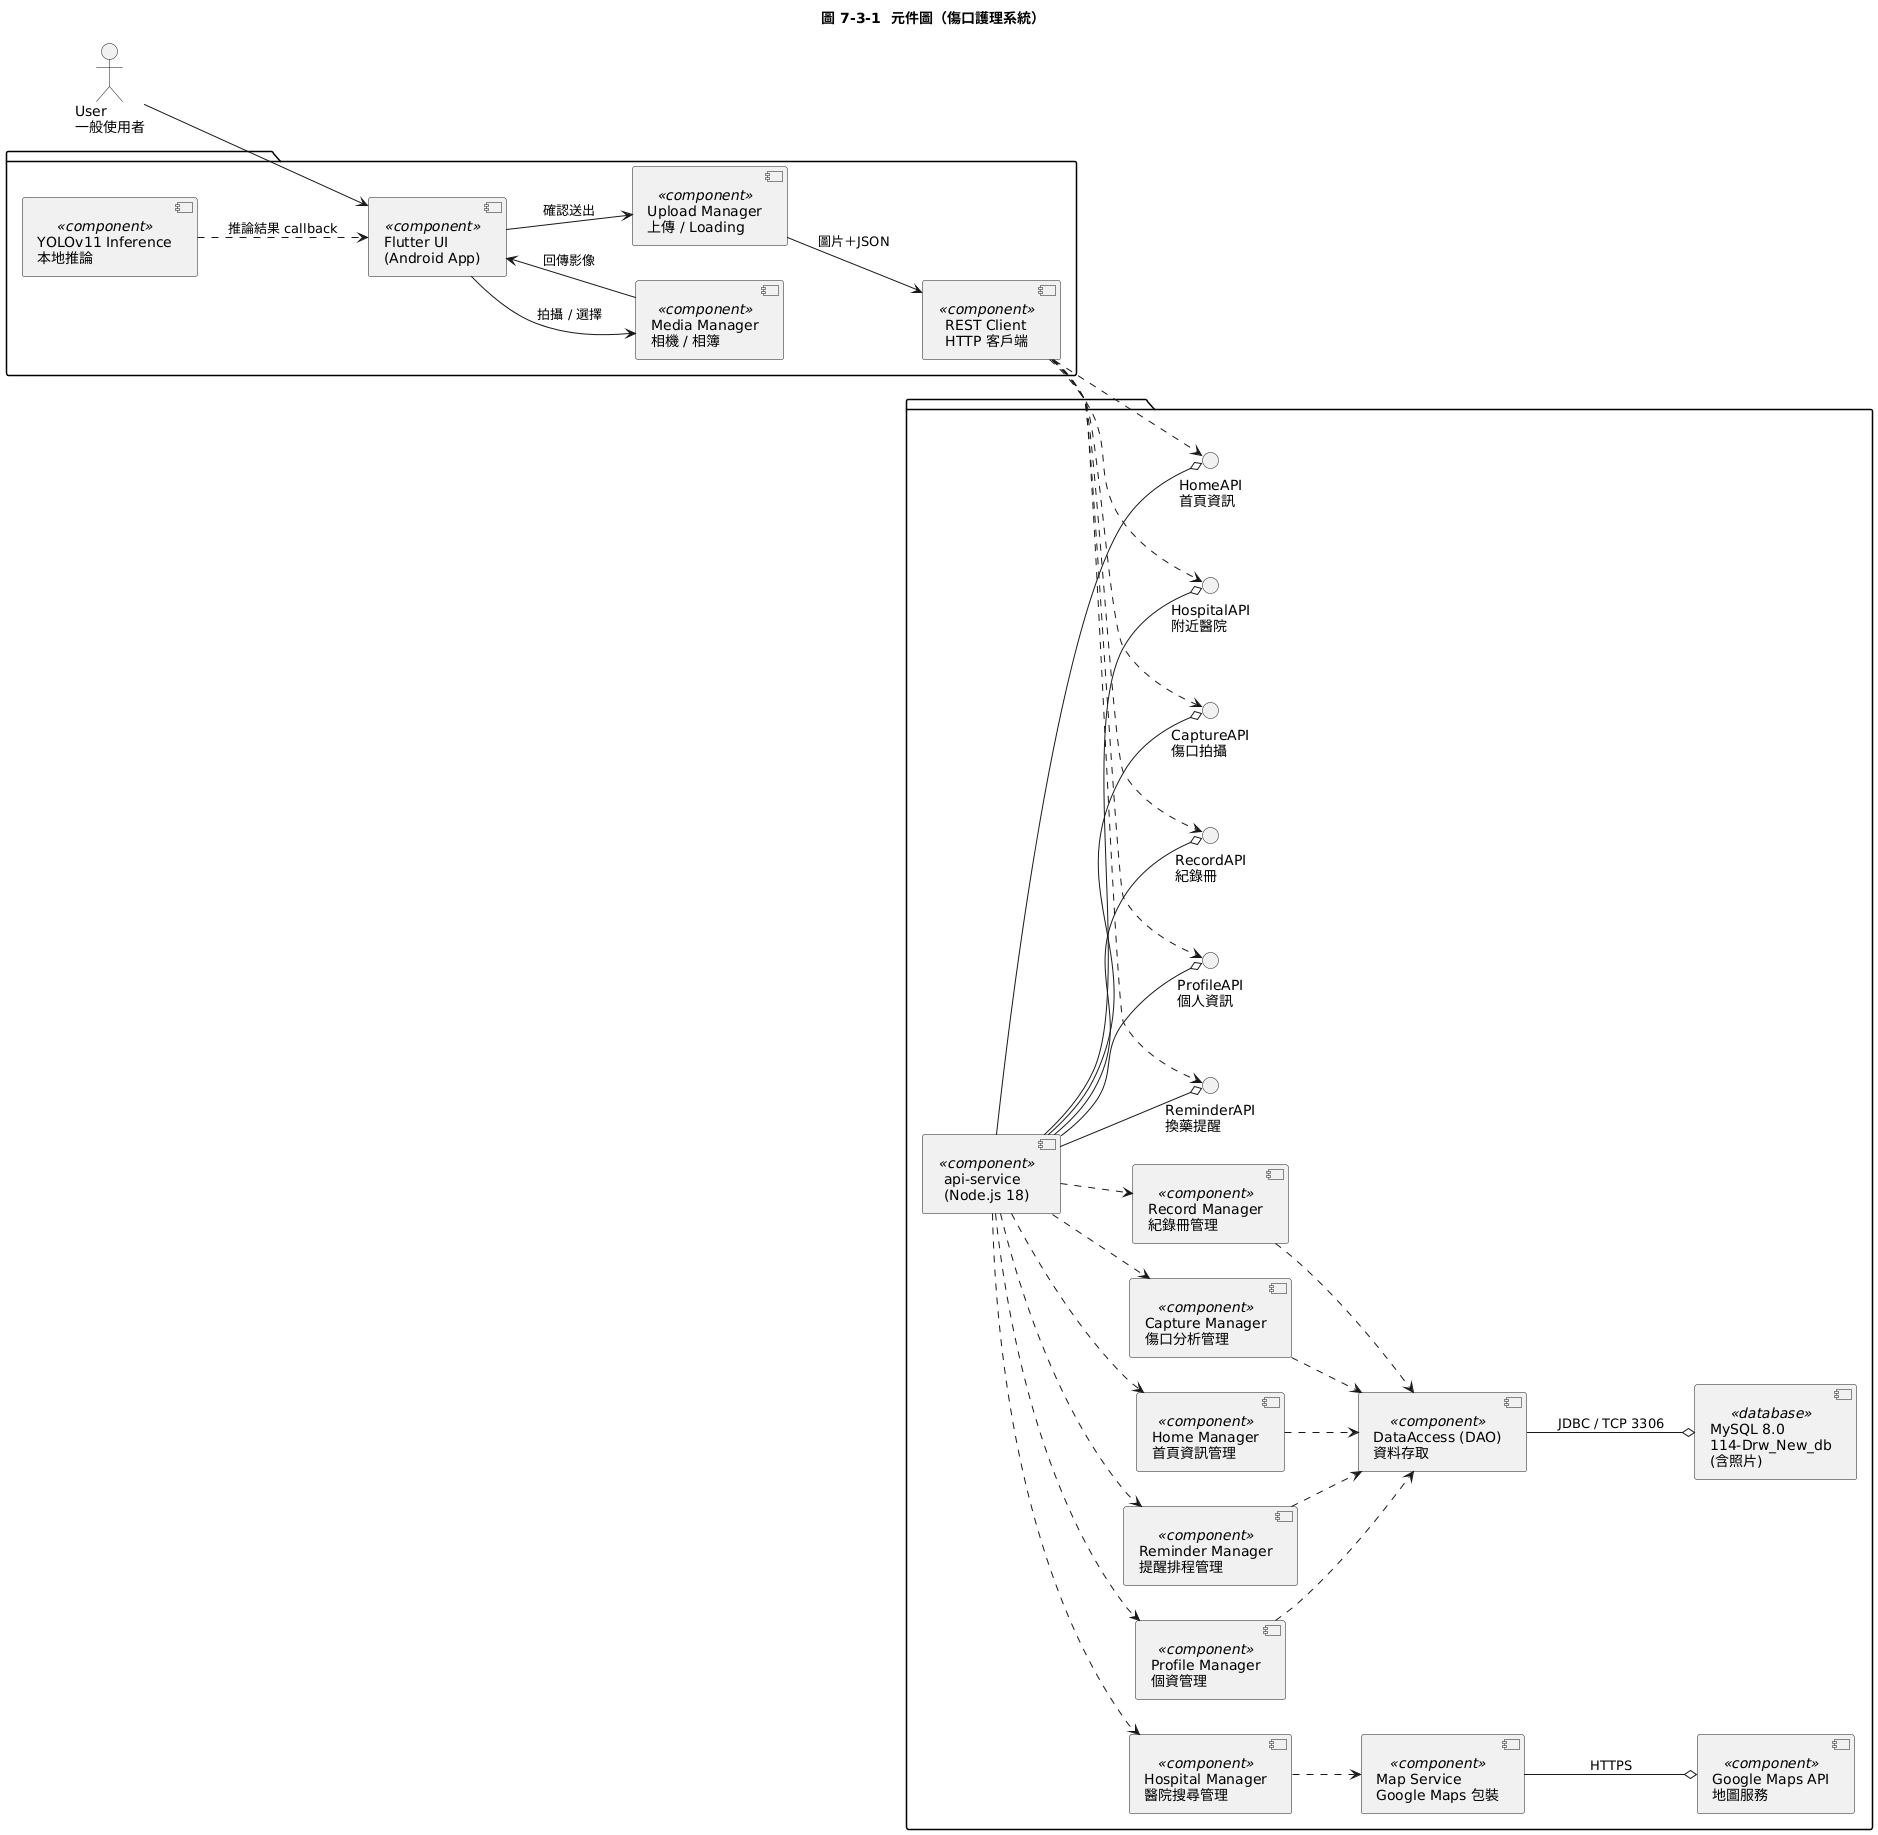 圖 7-3-1  元件圖（傷口護理系統）
User
一般使用者
«component»
YOLOv11 Inference
本地推論
推論結果 callback
«component»
Flutter UI
(Android App)
確認送出
回傳影像
拍攝 / 選擇
«component»
Upload Manager
上傳 / Loading
«component»
Media Manager
相機 / 相簿
圖片＋JSON
«component»
REST Client
HTTP 客戶端
HomeAPI
首頁資訊
HospitalAPI
附近醫院
CaptureAPI
傷口拍攝
RecordAPI
紀錄冊
ProfileAPI
個人資訊
ReminderAPI
換藥提醒
«component»
api-service
(Node.js 18)
«component»
Record Manager
紀錄冊管理
«component»
Capture Manager
傷口分析管理
«component»
Home Manager
首頁資訊管理
«component»
Reminder Manager
提醒排程管理
«component»
Profile Manager
個資管理
«component»
Hospital Manager
醫院搜尋管理
«component»
DataAccess (DAO)
資料存取
JDBC / TCP 3306
«database»
MySQL 8.0
114-Drw_New_db
(含照片)
«component»
Map Service
Google Maps 包裝
HTTPS
«component»
Google Maps API
地圖服務